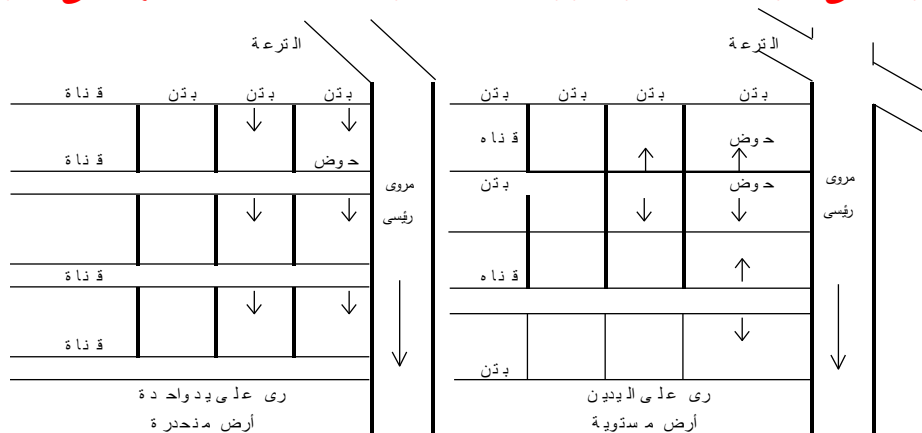 الترعة
الترعة
قناة بتن بتن بتن
بتن بتن بتن بتن
قناه حوض
قناة حوض
بتن حوض
مروى
رئيسى
مروى
رئيسى
قناة
قناه
قناة
بتن
رى على يد واحدة
أرض منحدرة
رى على اليدين
أرض مستوية